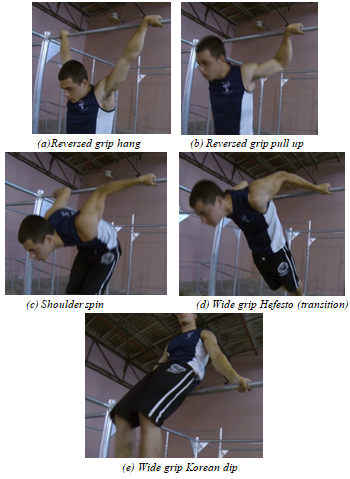 (a)Reversed grip hang
(b) Reversed grip pull up
(c) Shoulder spin
(d) Wide grip Hefesto (transition)
(e) Wide grip Korean dip